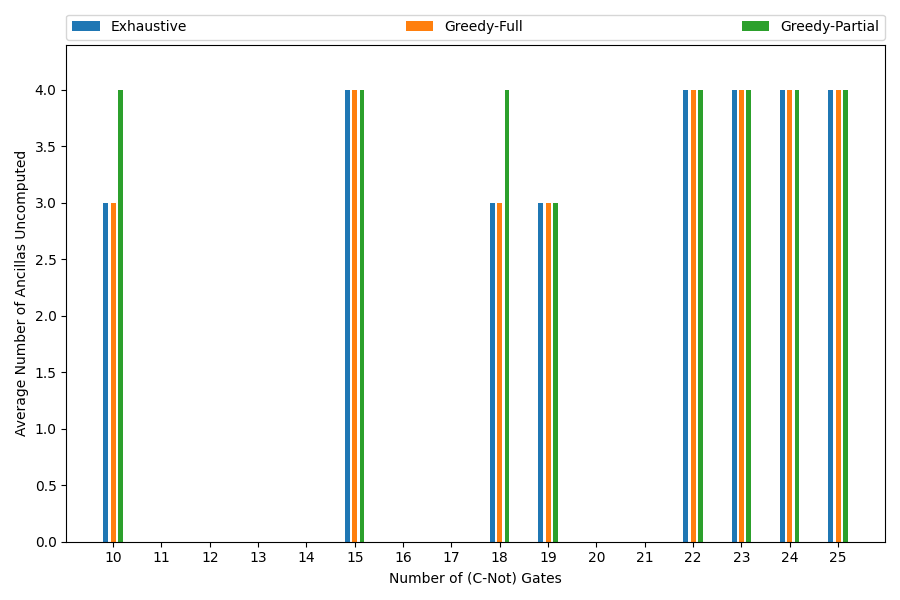 Exhaustive Greedy-Full Greedy-Partial
4.0
3.5
3.0
2.5
2.0
1.5
1.0
0.5
0.0
Average Number of Ancillas Uncomputed
10 11 12 13 14 15 16 17 18 19 20 21 22 23 24 25
Number of (C-Not) Gates